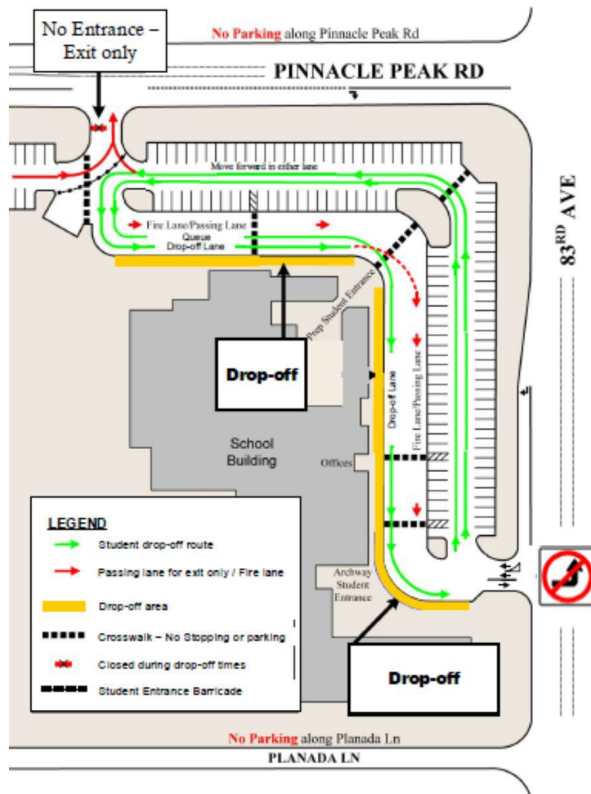 No Entrance –
Exit only
No Parking along Pinnacle Peak Rd
PINNACLE PEAK RD
83RD AVE
Move forward in either lane
Fire Lane/Passing Lane
Queue
Drop-off Lane
Prep Student Entrance
Drop-off
Drop-off Lane
Fire Lane/Passing Lane
School
Building
Offices
LEGEND
Student drop-off route
Passing lane for exit only / Fire lane
Drop-off area
Crosswalk – No Stopping or parking
Closed during drop-off times
Student Entrance Barricade
Archway
Student
Entrance
Drop-off
No Parking along Planada Ln
PLANADA LN